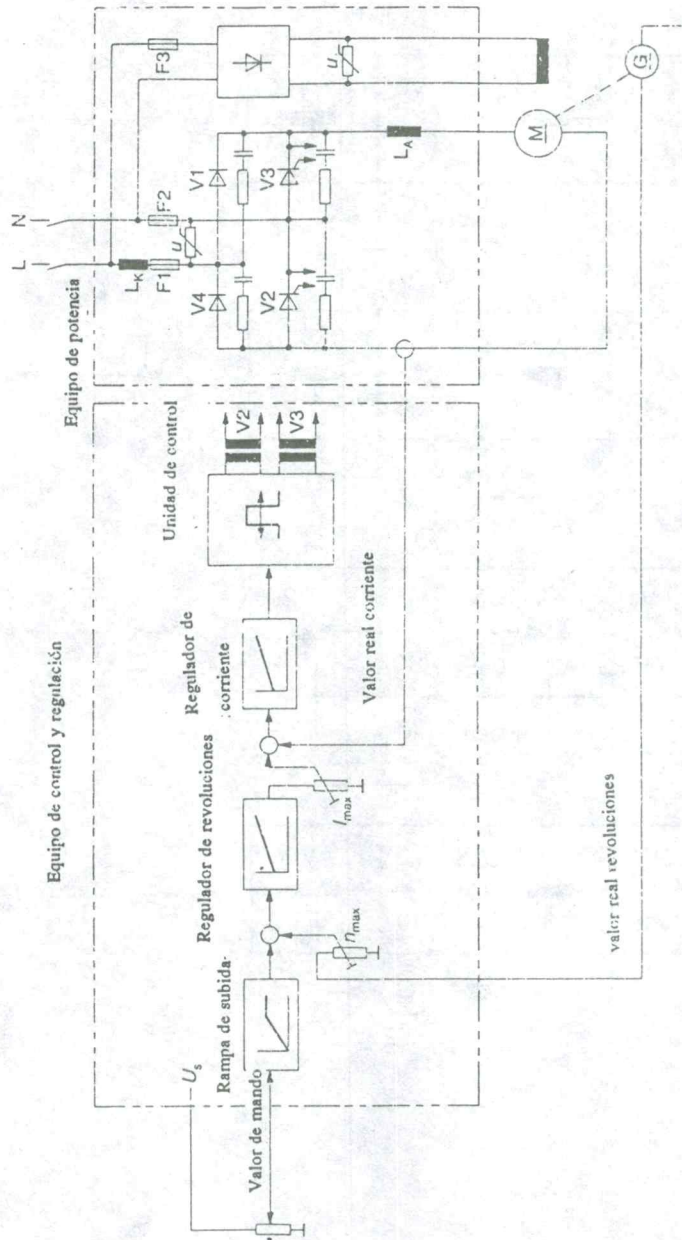 Equipo de control y regulación
Equipo de potencia
U_s
Valor de mando
Rampa de subida-
n_max
Regulador de revoluciones
I_max
Regulador de
corriente
Unidad de control
V2
V3
Valor real corriente
valor real revoluciones
L
N
L_K
F1
F2
F3
u
u
V4
V1
V2
V3
L_A
M
G